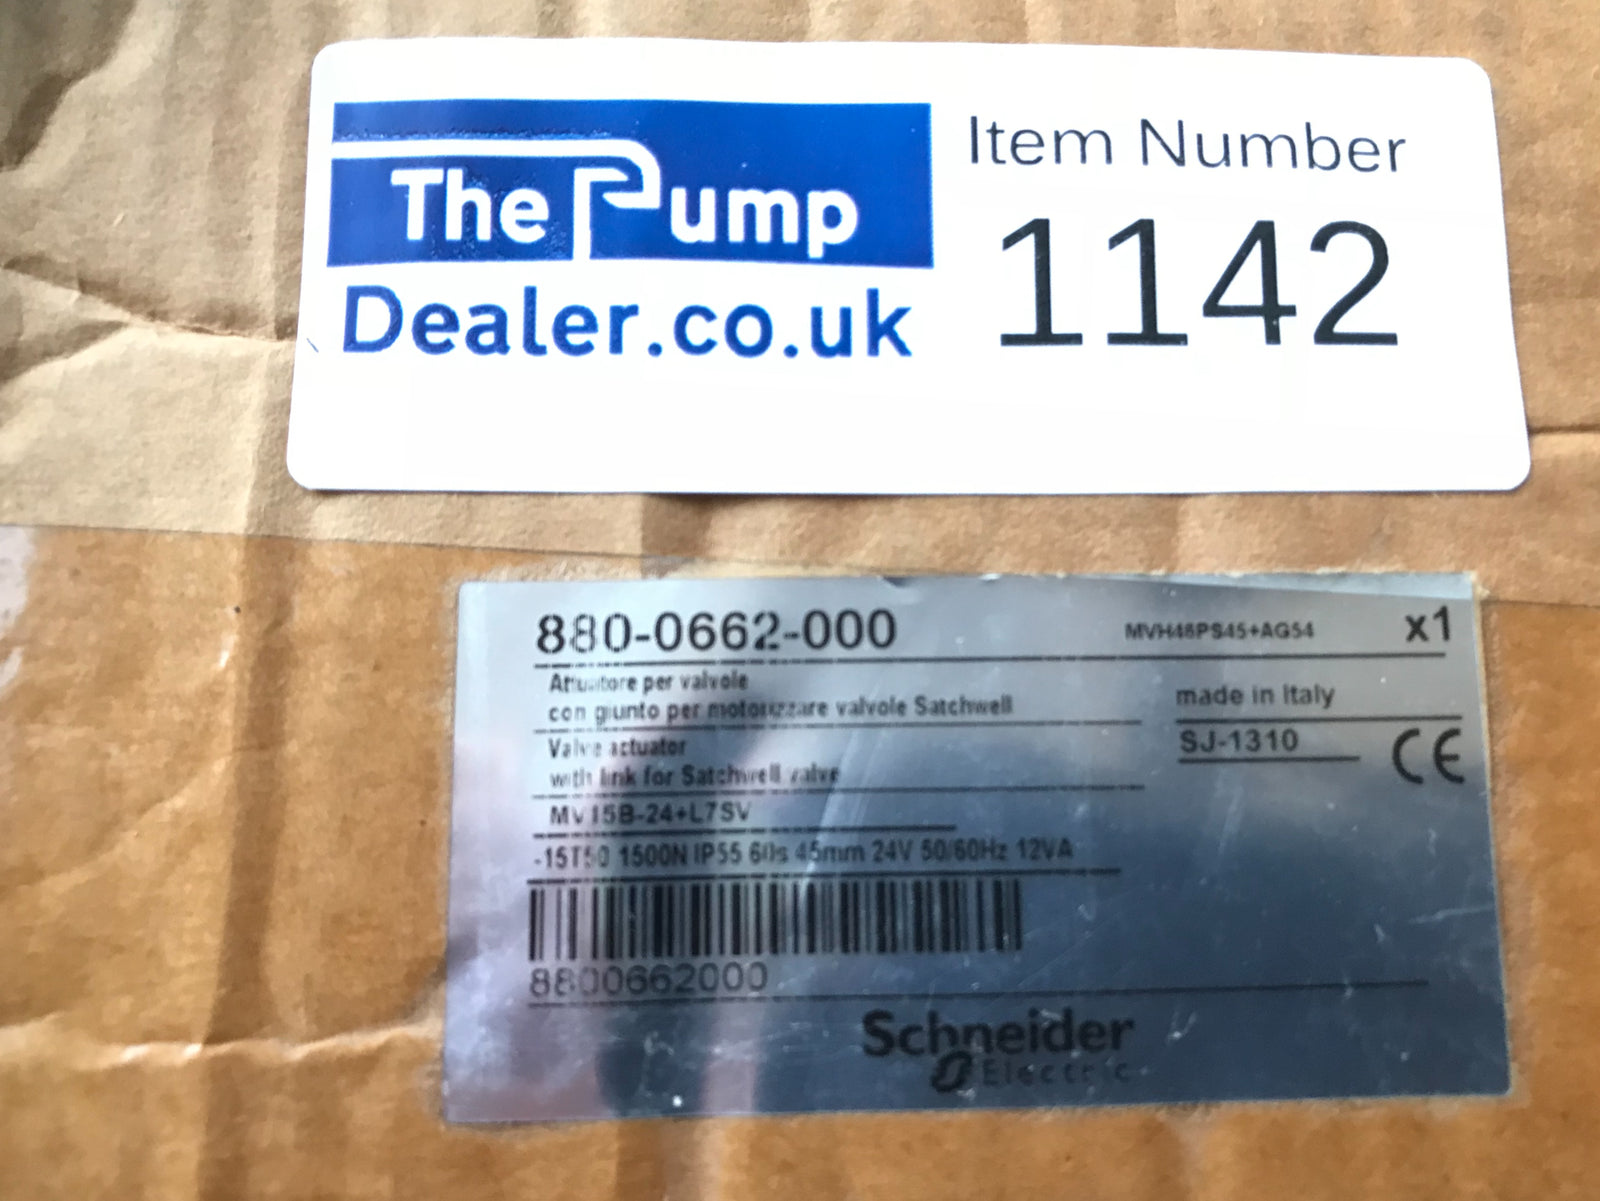 The Pump
Dealer.co.uk
Item Number
1142
880-0662-000
MVH46PS45+AG54
x1
Attuatore per valvole
con giunto per motorizzare valvole Satchwell
made in Italy
Valve actuator
with link for Satchwell valve
SJ-1310
CE
MV15B-24+L7SV
-15T50 1500N IP55 60s 45mm 24V 50/60Hz 12VA
8800662000
Schneider
Electric